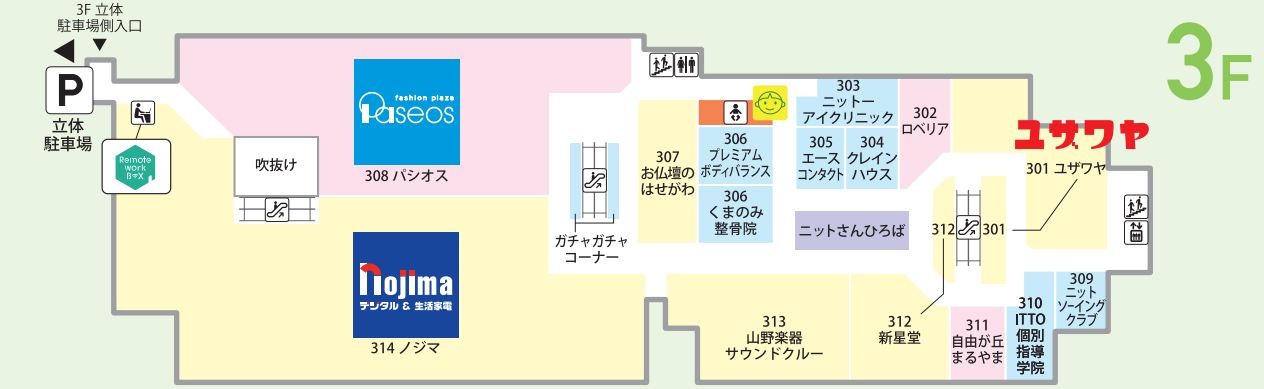 3F 立体
駐車場側入口
P
立体
駐車場
Remote
work
BOX
吹抜け
fashion plaza
Paseos
308 パシオス
nojima
デジタル & 生活家電
314 ノジマ
ガチャガチャ
コーナー
307
お仏壇の
はせがわ
306
プレミアム
ボディバランス
306
くまのみ
整骨院
303
ニットー
アイクリニック
305
エース
コンタクト
304
クレイン
ハウス
302
ロペリア
ニットさんひろば
3F
ユザワヤ
301 ユザワヤ
312
301
313
山野楽器
サウンドクルー
312
新星堂
311
自由が丘
まるやま
310
ITTO
個別
指導
学院
309
ニット
ソーイング
クラブ